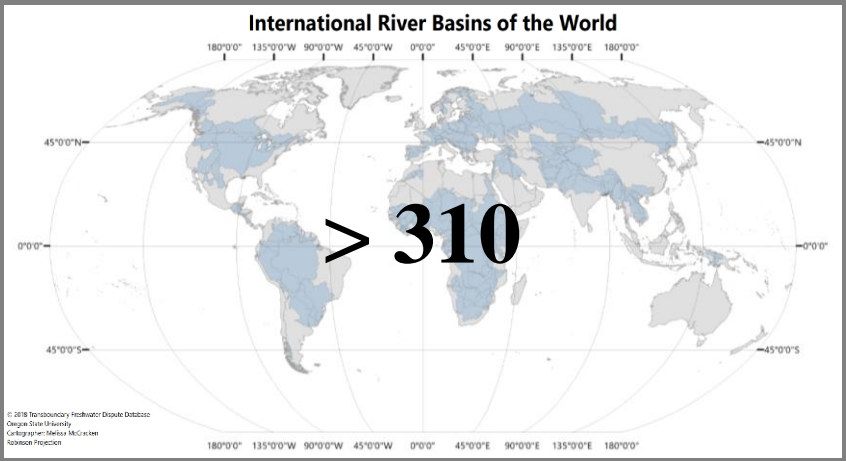 International River Basins of the World
180°0'0" 135°0'0"W 90°0'0"W 45°0'0"W 0°0'0" 45°0'0"E 90°0'0"E 135°0'0"E 180°0'0"
45°0'0"N 45°0'0"N
> 310
0°0'0" 0°0'0"
45°0'0"S 45°0'0"S
© 2018 Transboundary Freshwater Dispute Database
Oregon State University
Cartographer: Melissa McCracken
Robinson Projection
180°0'0" 135°0'0"W 90°0'0"W 45°0'0"W 0°0'0" 45°0'0"E 90°0'0"E 135°0'0"E 180°0'0"